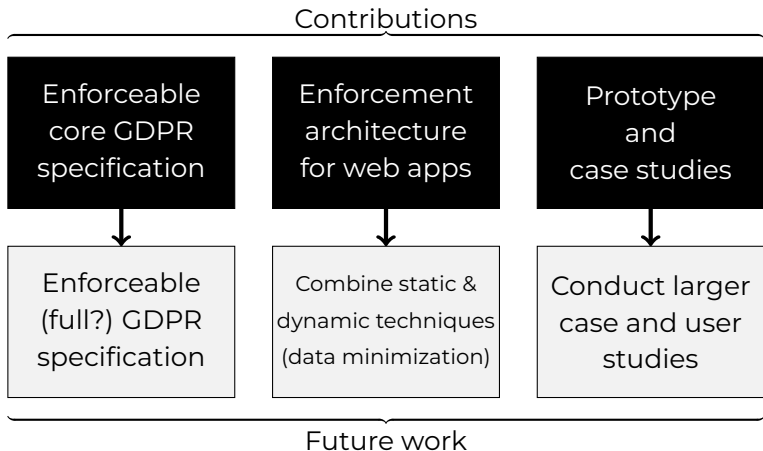 Contributions
Enforceable
core GDPR
specification
Enforcement
architecture
for web apps
Prototype
and
case studies
Enforceable
(full?) GDPR
specification
Combine static &
dynamic techniques
(data minimization)
Conduct larger
case and user
studies
Future work